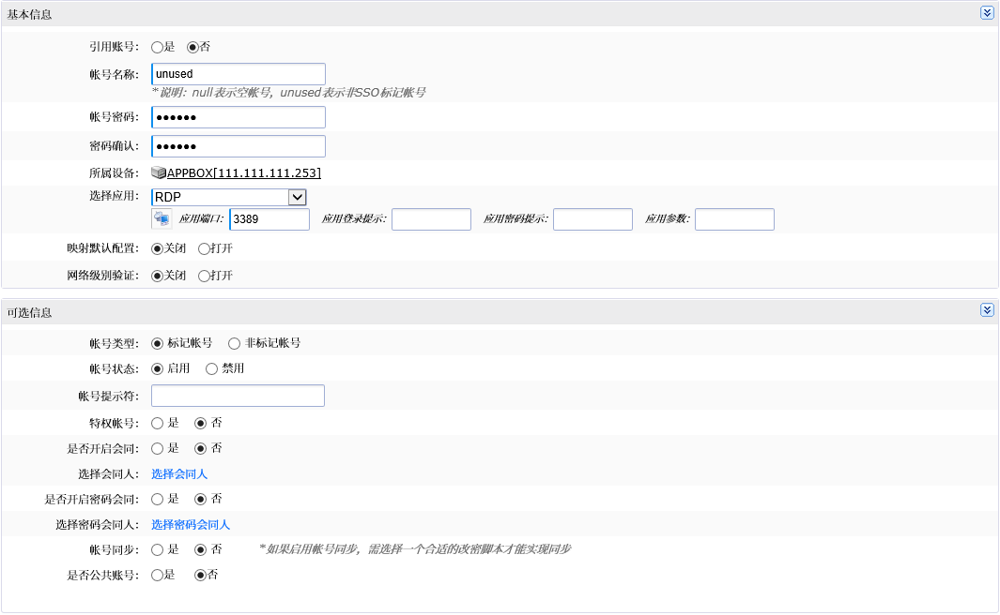 基本信息
引用账号: 是 否
帐号名称: unused
*说明：null表示空帐号，unused表示非SSO标记帐号
帐号密码: ●●●●●●
密码确认: ●●●●●●
所属设备: APPBOX[111.111.111.253]
选择应用: RDP
应用端口: 3389 应用登录提示: 应用密码提示: 应用参数:
映射默认配置: 关闭 打开
网络级别验证: 关闭 打开
可选信息
帐号类型: 标记帐号 非标记帐号
帐号状态: 启用 禁用
帐号提示符:
特权帐号: 是 否
是否开启会同: 是 否
选择会同人: 选择会同人
是否开启密码会同: 是 否
选择密码会同人: 选择密码会同人
帐号同步: 是 否 *如果启用帐号同步，需选择一个合适的改密脚本才能实现同步
是否公共账号: 是 否